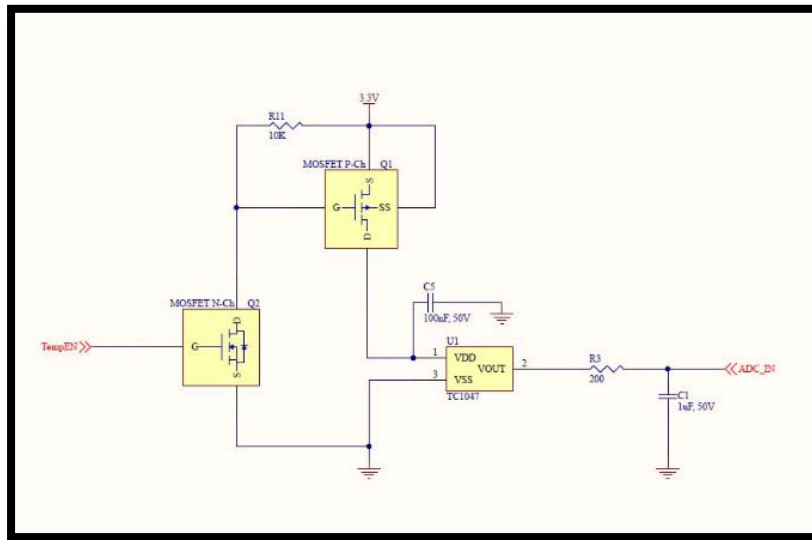 3.3V
R11
10K
MOSFET P-Ch Q1
S
G
SS
D
C5
100nF, 50V
MOSFET N-Ch Q2
D
G
S
TempEN
U1
1 VDD
VOUT 2
3 VSS
TC1047
R3
200
ADC_IN
C1
1uF, 50V